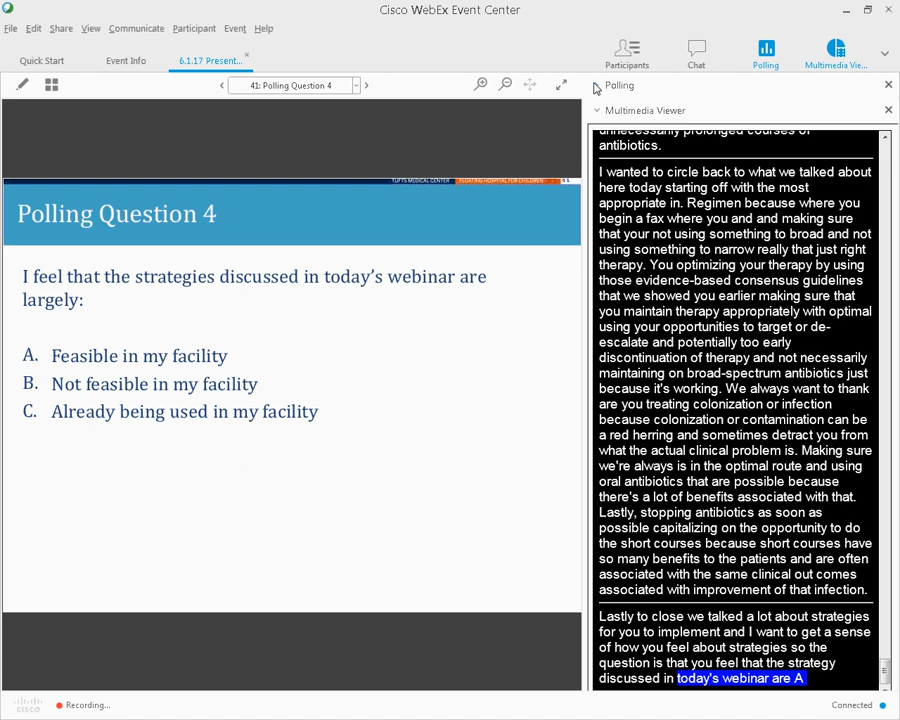 Cisco WebEx Event Center
File Edit Share View Communicate Participant Event Help
Quick Start Event Info 6.1.17 Present...
Participants Chat Polling Multimedia Vie...
41: Polling Question 4
Polling
Multimedia Viewer
TUFTS MEDICAL CENTER FLOATING HOSPITAL FOR CHILDREN
Polling Question 4
I feel that the strategies discussed in today's webinar are
largely:
A. Feasible in my facility
B. Not feasible in my facility
C. Already being used in my facility
unnecessarily prolonged courses of
antibiotics.
I wanted to circle back to what we talked about
here today starting off with the most
appropriate in. Regimen because where you
begin a fax where you and and making sure
that your not using something to broad and not
using something to narrow really that just right
therapy. You optimizing your therapy by using
those evidence-based consensus guidelines
that we showed you earlier making sure that
you maintain therapy appropriately with optimal
using your opportunities to target or de-
escalate and potentially too early
discontinuation of therapy and not necessarily
maintaining on broad-spectrum antibiotics just
because it's working. We always want to thank
are you treating colonization or infection
because colonization or contamination can be
a red herring and sometimes detract you from
what the actual clinical problem is. Making sure
we're always is in the optimal route and using
oral antibiotics that are possible because
there's a lot of benefits associated with that.
Lastly, stopping antibiotics as soon as
possible capitalizing on the opportunity to do
the short courses because short courses have
so many benefits to the patients and are often
associated with the same clinical out comes
associated with improvement of that infection.
Lastly to close we talked a lot about strategies
for you to implement and I want to get a sense
of how you feel about strategies so the
question is that you feel that the strategy
discussed in today's webinar are A
cisco Recording... Connected